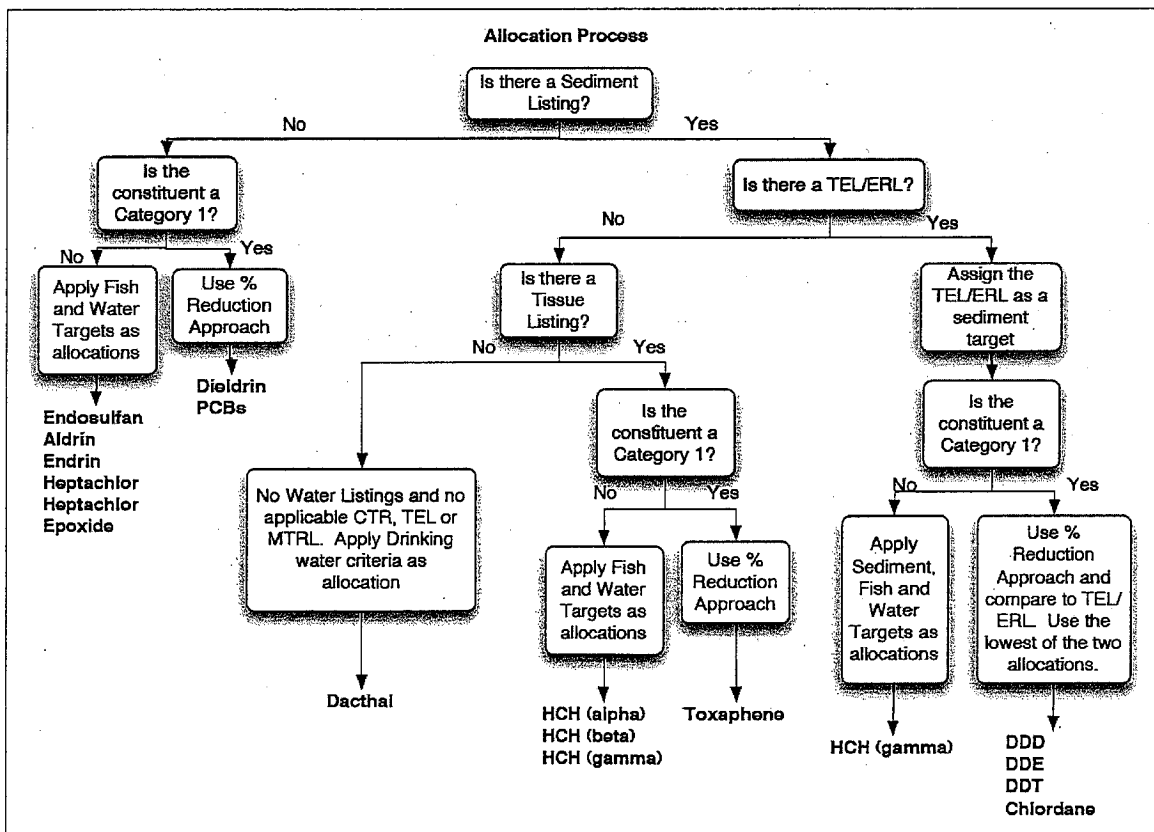 Allocation Process
Is there a Sediment
Listing?
No
Yes
Is the
constituent a
Category 1?
Is there a TEL/ERL?
No
Yes
No
Yes
Apply Fish
and Water
Targets as
allocations
Use %
Reduction
Approach
Is there a
Tissue
Listing?
Assign the
TEL/ERL as a
sediment
target
No
Yes
Endosulfan
Aldrin
Endrin
Heptachlor
Heptachlor
Epoxide
Dieldrin
PCBs
Is the
constituent a
Category 1?
Is the
constituent a
Category 1?
No Water Listings and no
applicable CTR, TEL or
MTRL. Apply Drinking
water criteria as
allocation
No
Yes
No
Yes
Apply Fish
and Water
Targets as
allocations
Use %
Reduction
Approach
Apply
Sediment,
Fish and
Water
Targets as
allocations
Use %
Reduction
Approach and
compare to TEL/
ERL. Use the
lowest of the two
allocations.
Dacthal
HCH (alpha)
HCH (beta)
HCH (gamma)
Toxaphene
HCH (gamma)
DDD
DDE
DDT
Chlordane